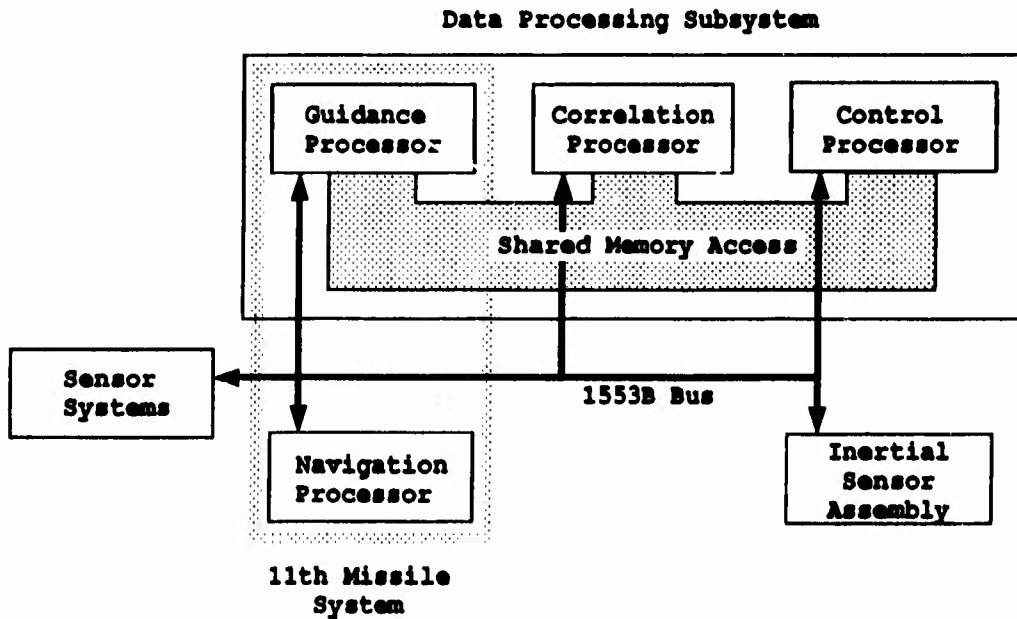 Data Processing Subsystem
Guidance
Processor
Correlation
Processor
Control
Processor
Shared Memory Access
Sensor
Systems
1553B Bus
Navigation
Processor
Inertial
Sensor
Assembly
11th Missile
System